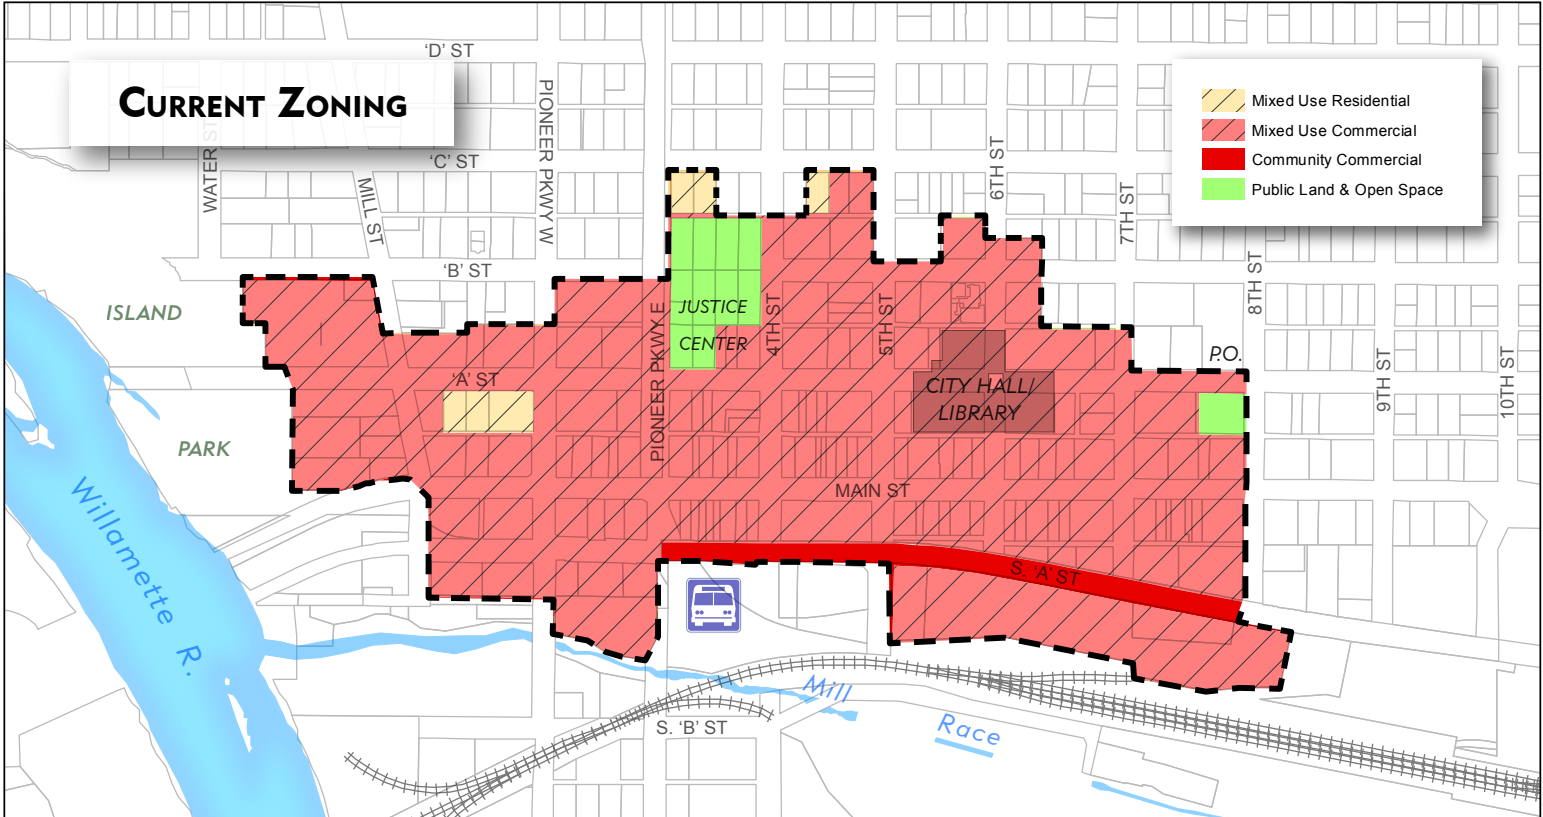 ‘D’ ST
CURRENT ZONING
PIONEER PKWY W
WATER ST
‘C’ ST
MILL ST
6TH ST
7TH ST
Mixed Use Residential
Mixed Use Commercial
Community Commercial
Public Land & Open Space
‘B’ ST
8TH ST
ISLAND
PARK
JUSTICE
CENTER
4TH ST
5TH ST
PIONEER PKWY E
‘A’ ST
CITY HALL/
LIBRARY
P.O.
9TH ST
10TH ST
MAIN ST
Willamette R.
S. ‘A’ ST
Mill
Race
S. ‘B’ ST